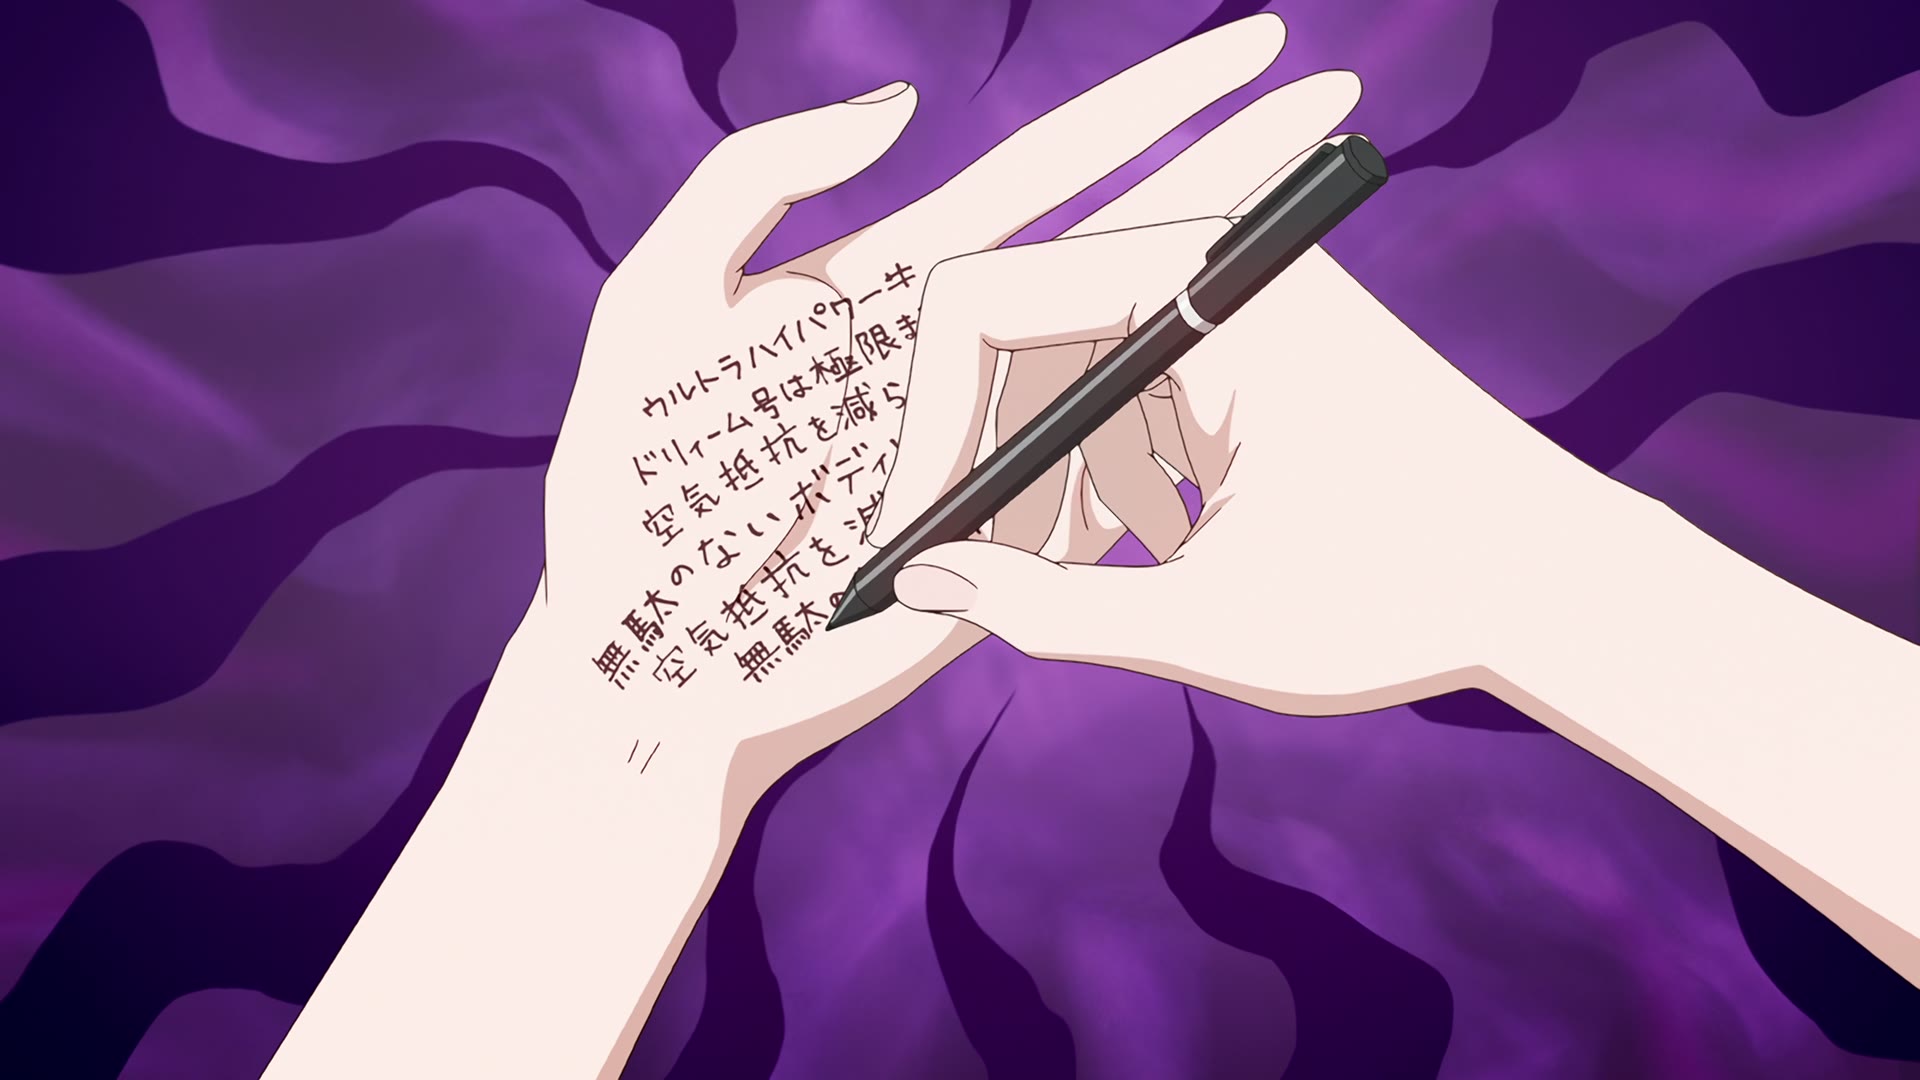 ウルトラハイパワーキ
ドリィーム号は極限ま
空気抵抗を減ら
無駄のないボディ
空気抵抗を減
無駄の